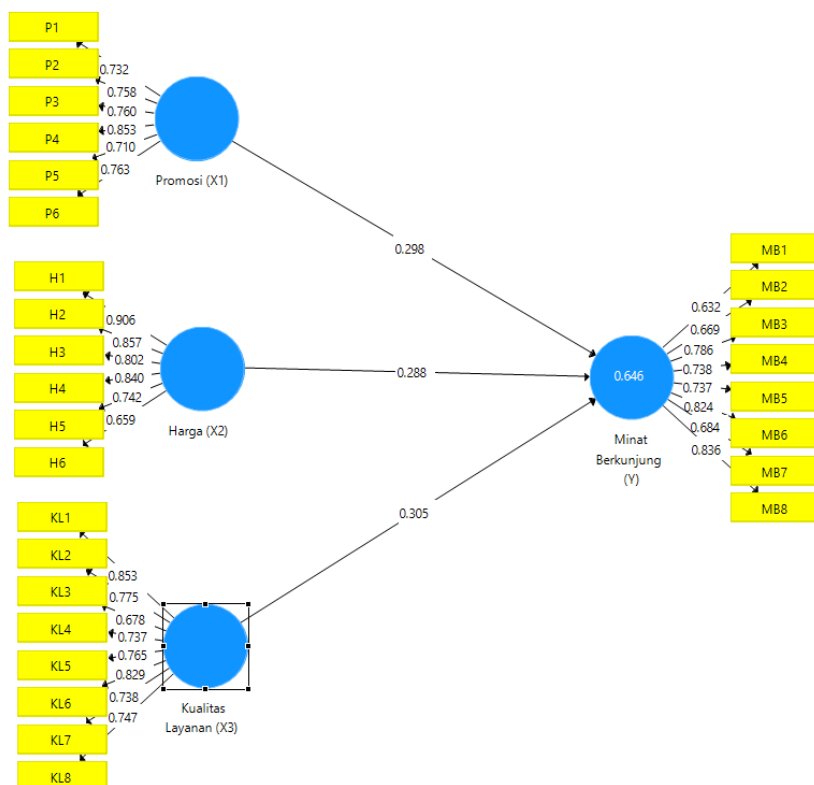 P1
P2
P3
P4
P5
P6
0.732
0.758
0.760
0.853
0.710
0.763
Promosi (X1)
0.298
H1
H2
H3
H4
H5
H6
0.906
0.857
0.802
0.840
0.742
0.659
Harga (X2)
0.288
KL1
KL2
KL3
KL4
KL5
KL6
KL7
KL8
0.853
0.775
0.678
0.737
0.765
0.829
0.738
0.747
Kualitas
Layanan (X3)
0.305
0.646
Minat
Berkunjung
(Y)
0.632
0.669
0.786
0.738
0.737
0.824
0.684
0.836
MB1
MB2
MB3
MB4
MB5
MB6
MB7
MB8